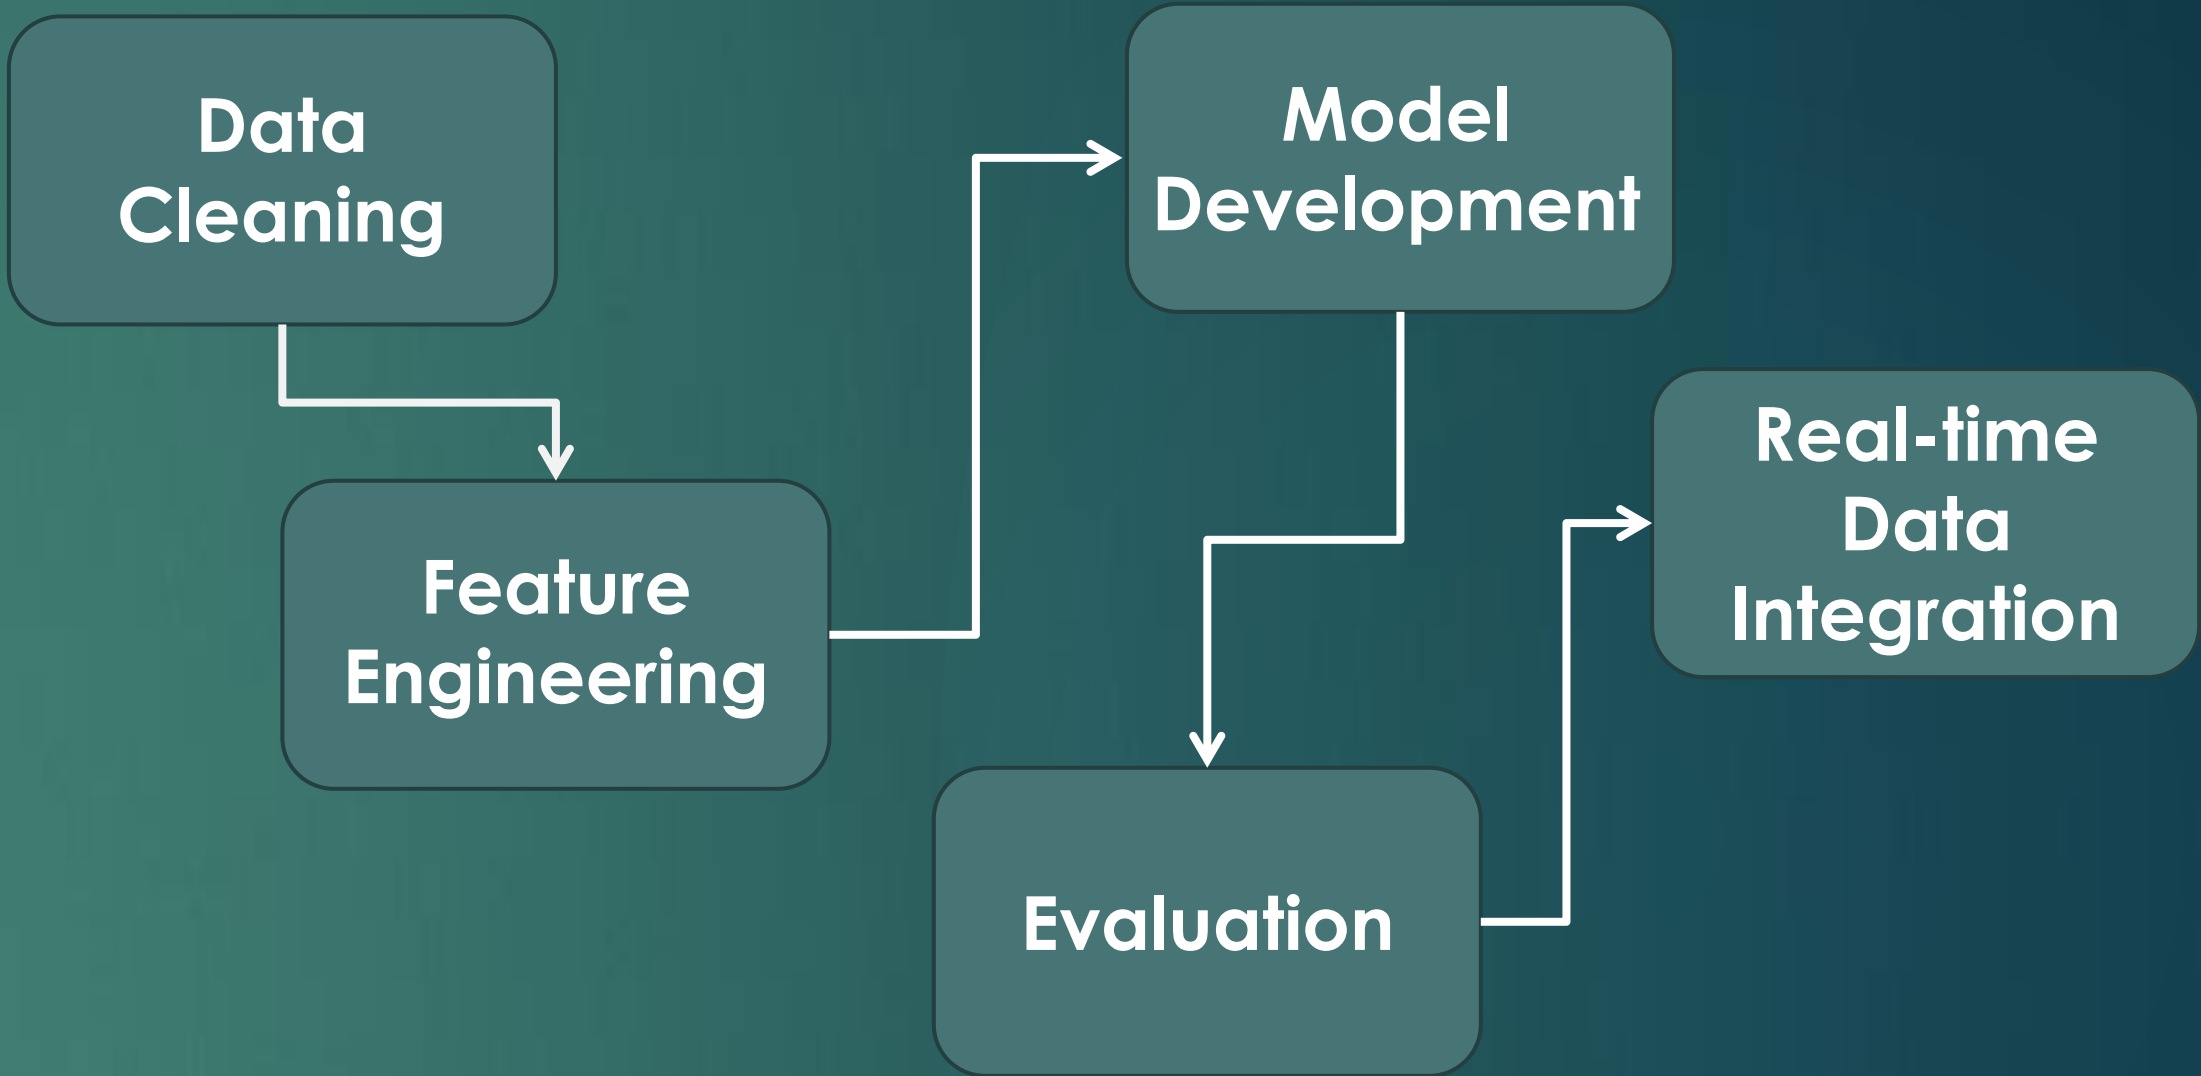 Data
Cleaning
Feature
Engineering
Model
Development
Evaluation
Real-time
Data
Integration